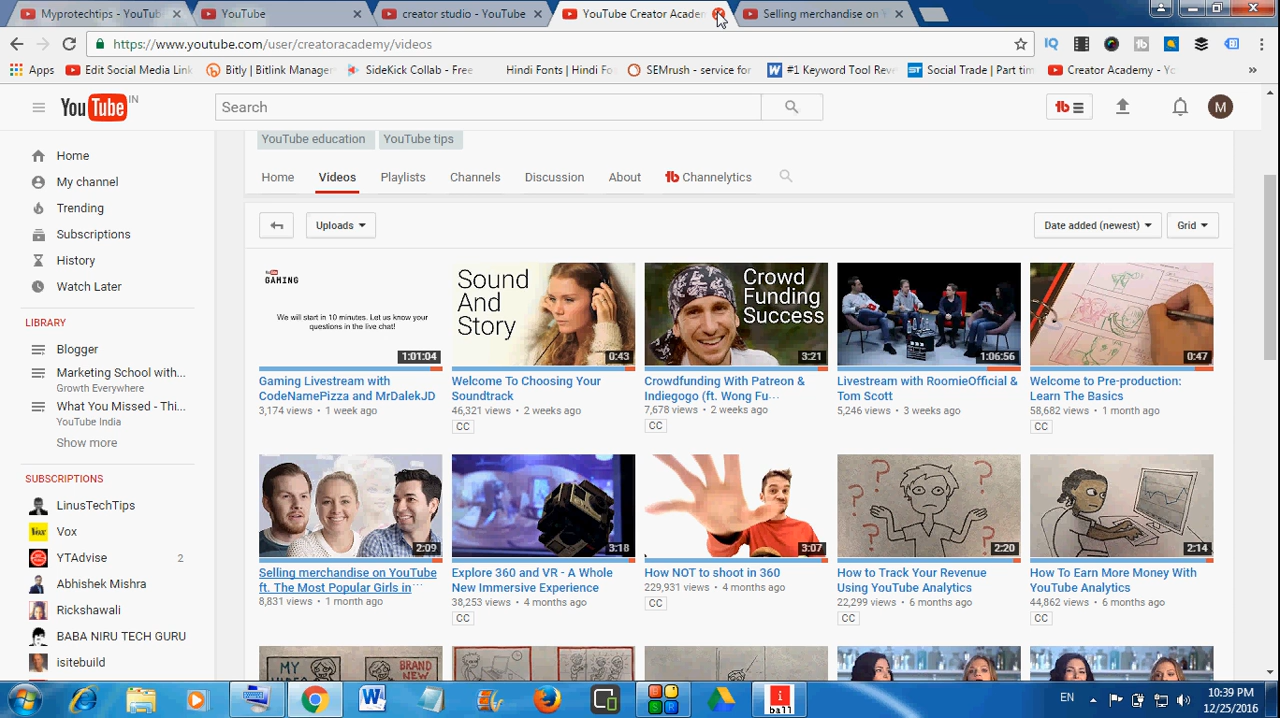 Myprotechtips - YouTub
YouTube
creator studio - YouTube
YouTube Creator Academ
Selling merchandise on Y
https://www.youtube.com/user/creatoracademy/videos
Apps
Edit Social Media Link
Bitly | Bitlink Manager
SideKick Collab - Free
Hindi Fonts | Hindi Fo
SEMrush - service for
#1 Keyword Tool Rev
Social Trade | Part tim
Creator Academy - Yo
»
YouTube IN
Search
tb
M
YouTube education
YouTube tips
Home
Videos
Playlists
Channels
Discussion
About
tb Channelytics
Uploads
Date added (newest)
Grid
Home
My channel
Trending
Subscriptions
History
Watch Later
LIBRARY
Blogger
Marketing School with...
Growth Everywhere
What You Missed - Thi...
YouTube India
Show more
SUBSCRIPTIONS
LinusTechTips
Vox
YTAdvise 2
Abhishek Mishra
Rickshawali
BABA NIRU TECH GURU
isitebuild
GAMING
We will start in 10 minutes. Let us know your
questions in the live chat!
1:01:04
Gaming Livestream with
CodeNamePizza and MrDalekJD
3,174 views • 1 week ago
Sound
And
Story
0:43
Welcome To Choosing Your
Soundtrack
46,321 views • 2 weeks ago
CC
Crowd
Funding
Success
3:21
Crowdfunding With Patreon &
Indiegogo (ft. Wong Fu...
7,678 views • 2 weeks ago
CC
1:06:56
Livestream with RoomieOfficial &
Tom Scott
5,246 views • 3 weeks ago
0:47
Welcome to Pre-production:
Learn The Basics
58,682 views • 1 month ago
CC
2:09
Selling merchandise on YouTube
ft. The Most Popular Girls in...
8,831 views • 1 month ago
3:18
Explore 360 and VR - A Whole
New Immersive Experience
38,253 views • 4 months ago
CC
3:07
How NOT to shoot in 360
229,931 views • 4 months ago
CC
2:20
How to Track Your Revenue
Using YouTube Analytics
22,299 views • 6 months ago
CC
2:14
How To Earn More Money With
YouTube Analytics
44,862 views • 6 months ago
CC
MY
BRAND
NEW
i
ball
EN
10:39 PM
12/25/2016